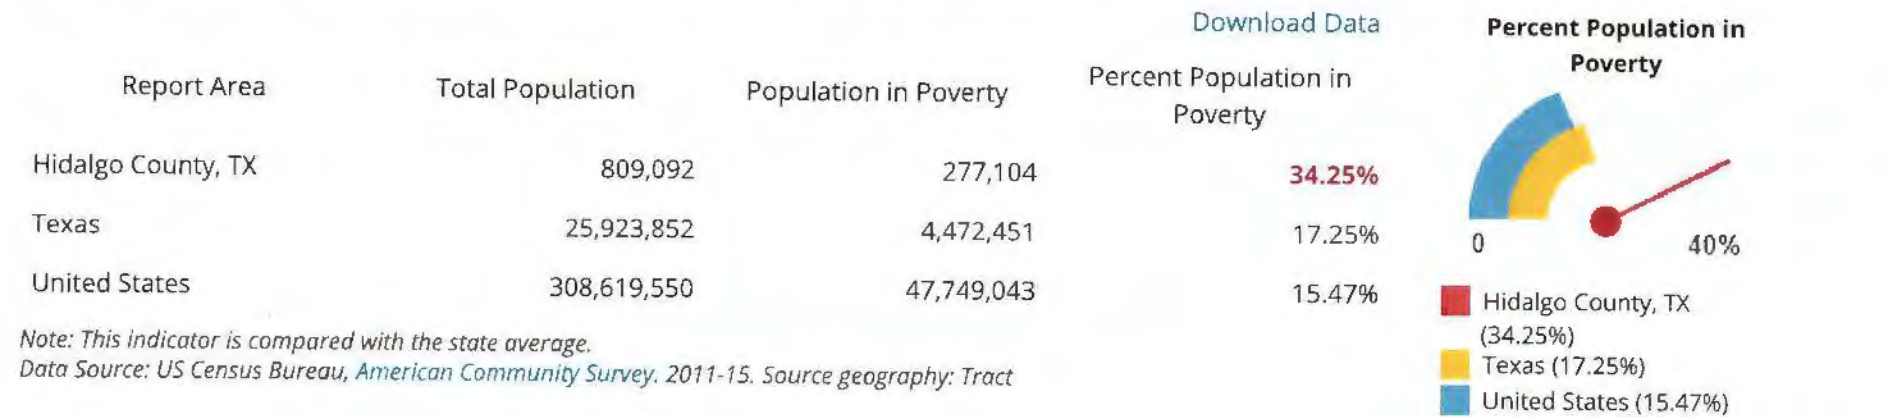 Download Data
Report Area Total Population Population in Poverty Percent Population in
Poverty
Hidalgo County, TX 809,092 277,104 34.25%
Texas 25,923,852 4,472,451 17.25%
United States 308,619,550 47,749,043 15.47%
Note: This indicator is compared with the state average.
Data Source: US Census Bureau, American Community Survey. 2011-15. Source geography: Tract
Percent Population in
Poverty
0 40%
Hidalgo County, TX
(34.25%)
Texas (17.25%)
United States (15.47%)